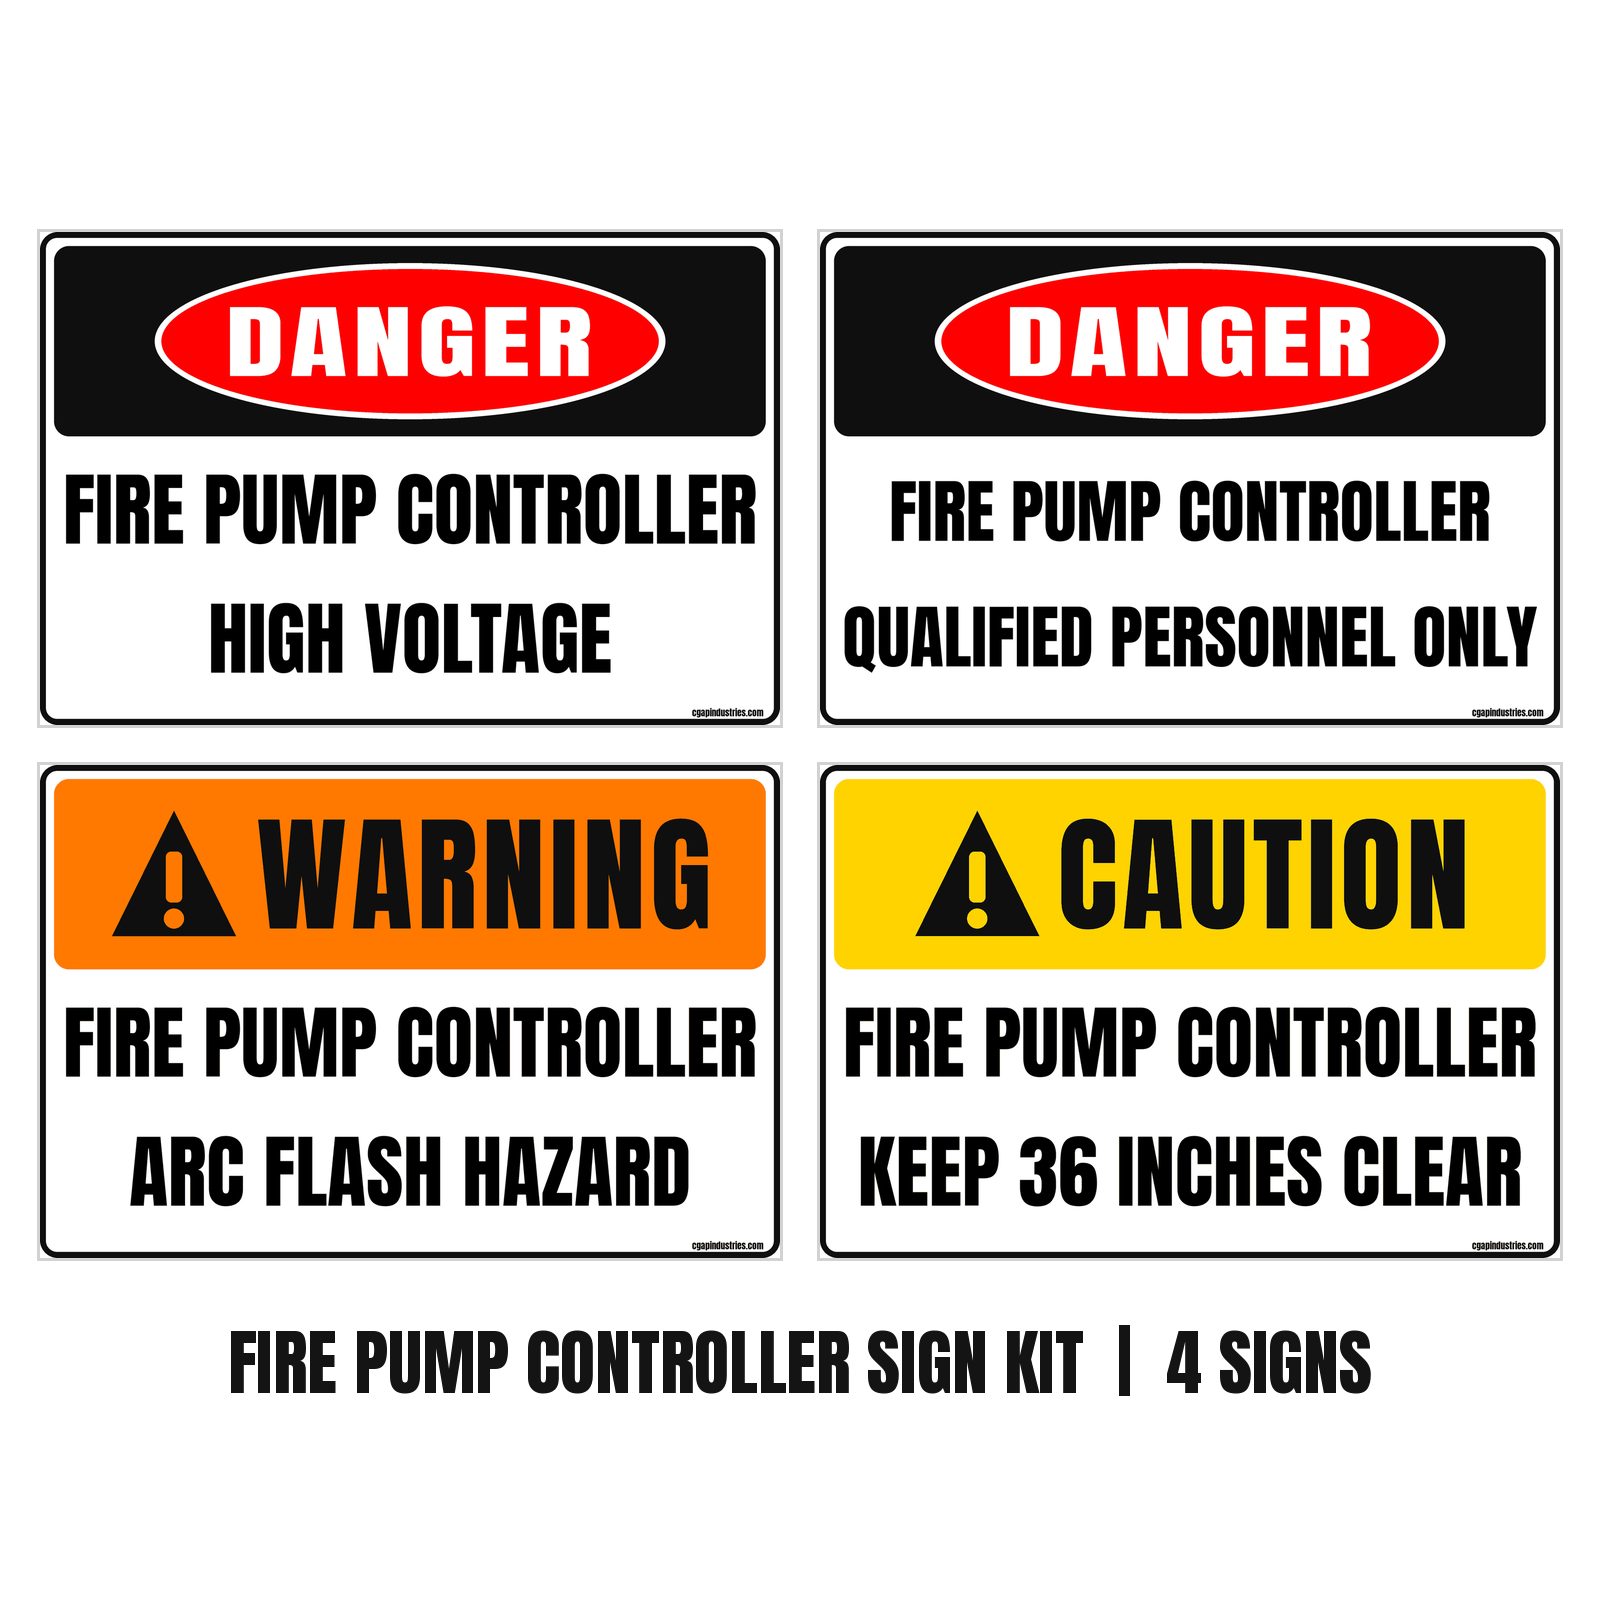 DANGER
FIRE PUMP CONTROLLER
HIGH VOLTAGE
cgapindustries.com
DANGER
FIRE PUMP CONTROLLER
QUALIFIED PERSONNEL ONLY
cgapindustries.com
WARNING
FIRE PUMP CONTROLLER
ARC FLASH HAZARD
cgapindustries.com
CAUTION
FIRE PUMP CONTROLLER
KEEP 36 INCHES CLEAR
cgapindustries.com
FIRE PUMP CONTROLLER SIGN KIT | 4 SIGNS